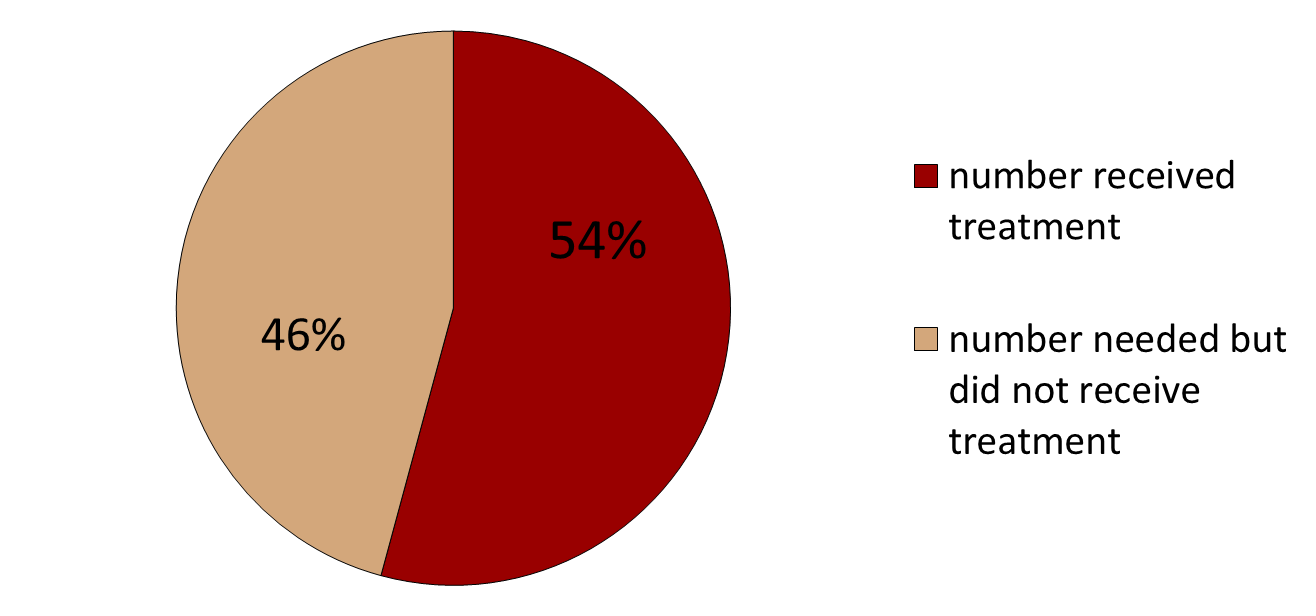 54%
46%
number received
treatment
number needed but
did not receive
treatment